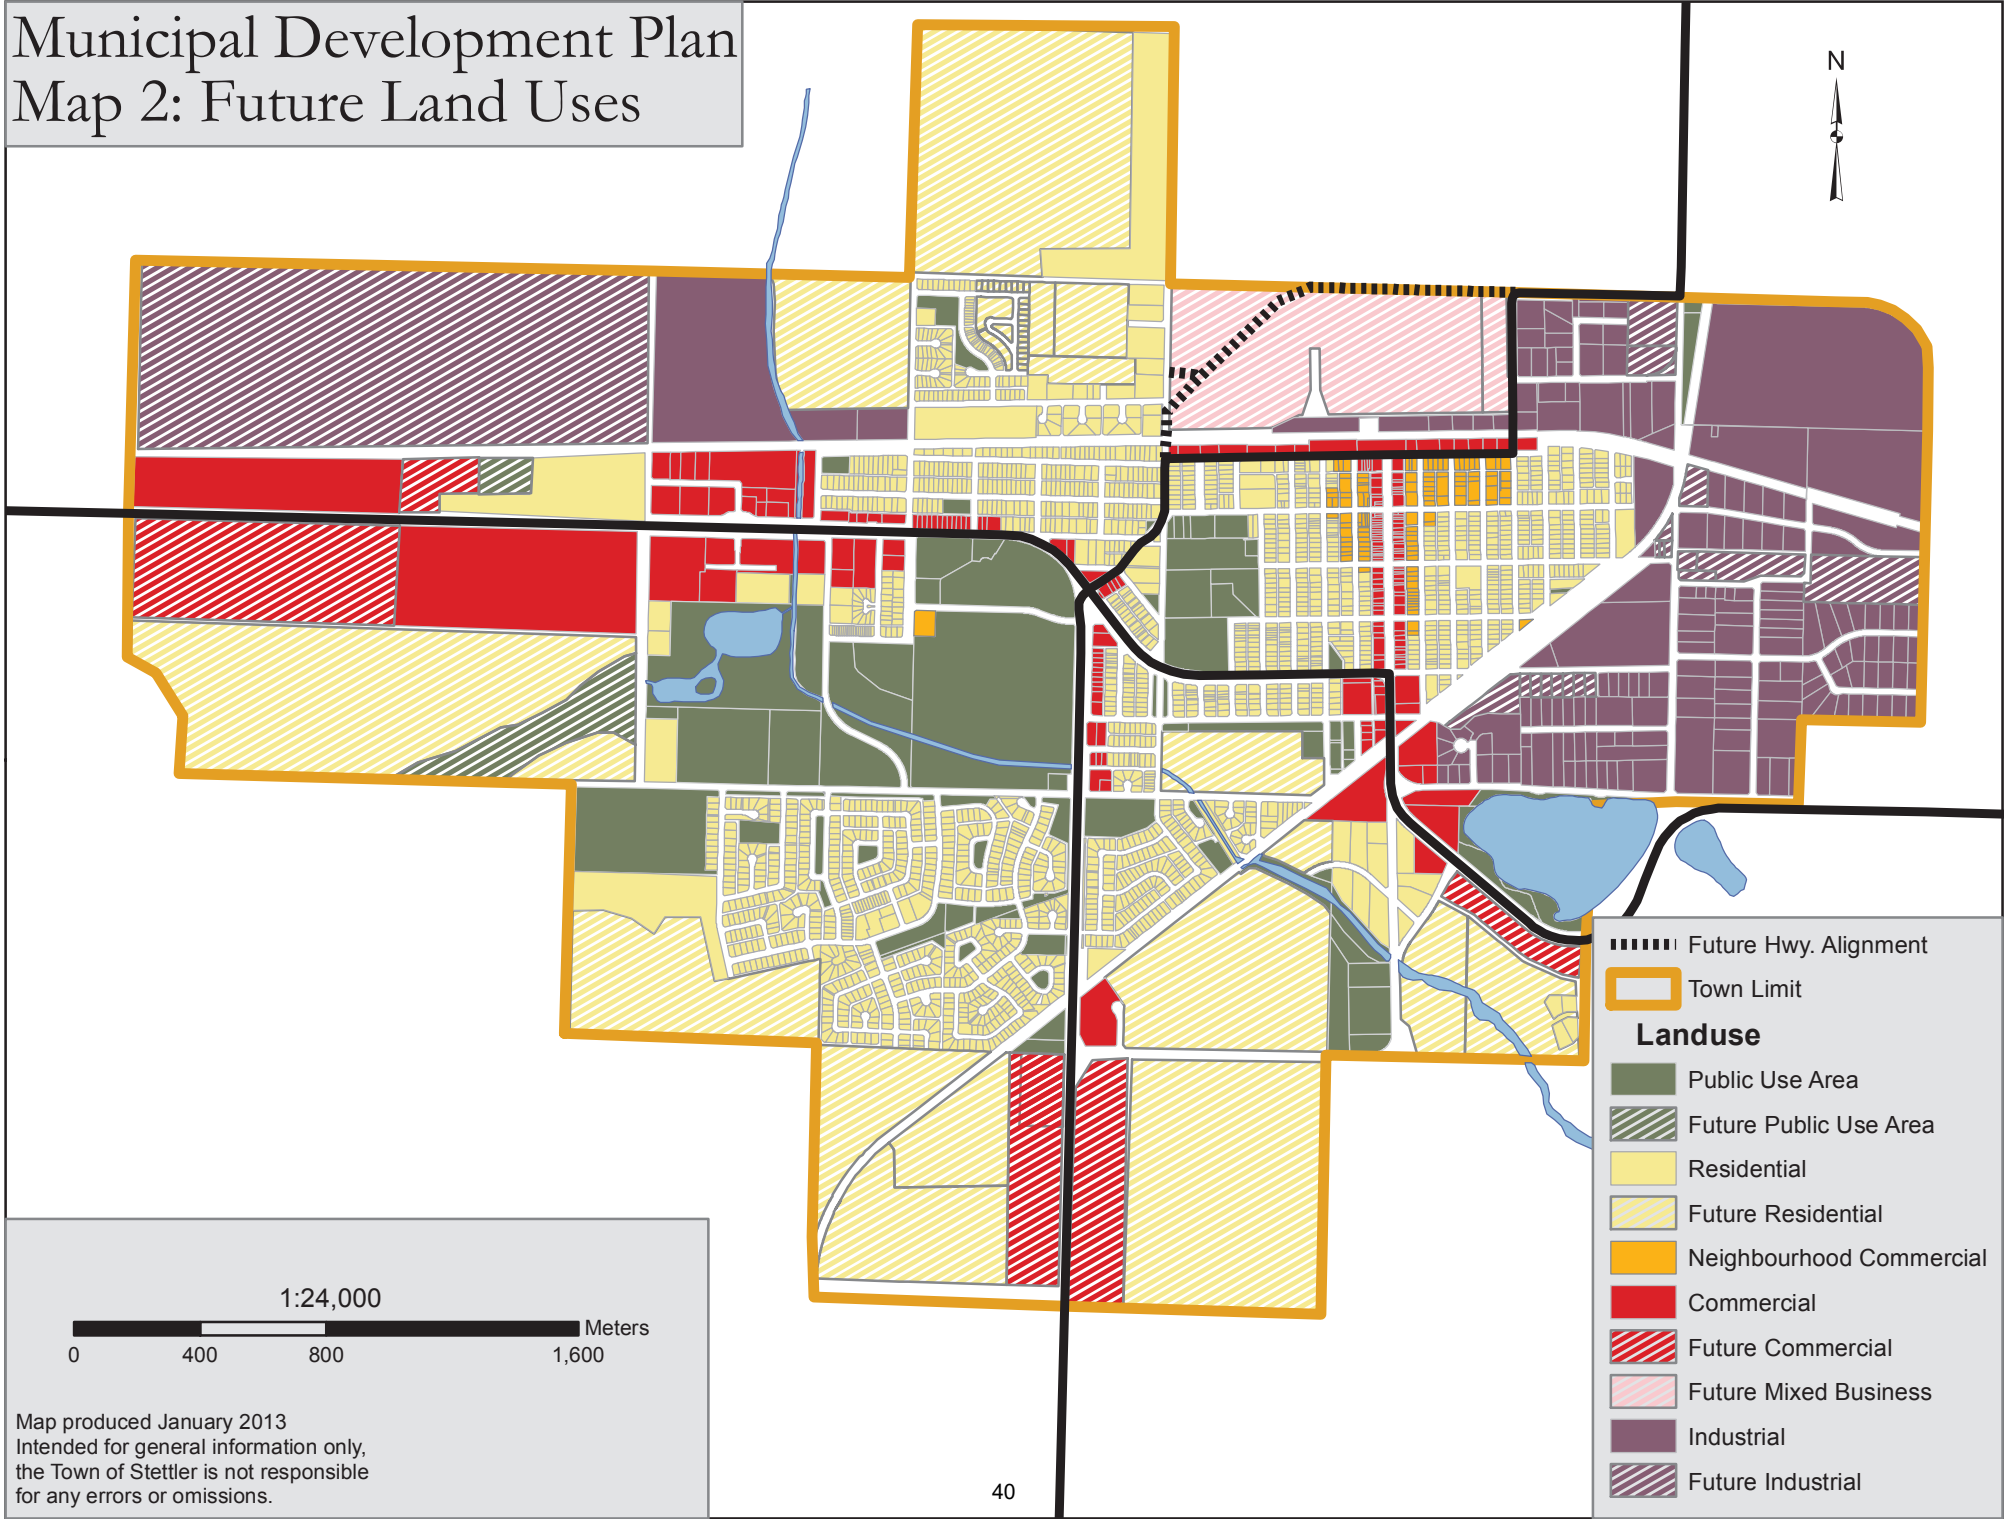 Municipal Development Plan
Map 2: Future Land Uses
N
Future Hwy. Alignment
Town Limit
Landuse
Public Use Area
Future Public Use Area
Residential
Future Residential
Neighbourhood Commercial
Commercial
Future Commercial
Future Mixed Business
Industrial
Future Industrial
1:24,000
Meters
0 400 800 1,600
Map produced January 2013
Intended for general information only,
the Town of Stettler is not responsible
for any errors or omissions.
40